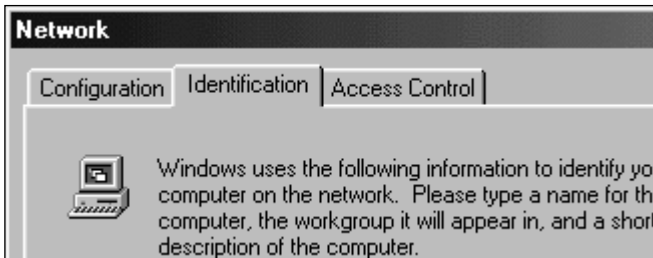 Network
Configuration Identification Access Control
Windows uses the following information to identify yo
computer on the network. Please type a name for th
computer, the workgroup it will appear in, and a short
description of the computer.